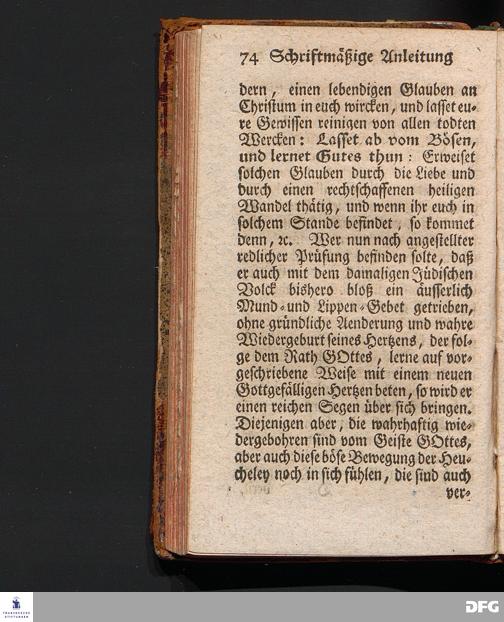 74 Schriftmäßige Anleitung
dern, einen lebendigen Glauben an
Christum in euch wircken, und lasset eu-
re Gewissen reinigen von allen todten
Wercken: Lasset ab vom Bösen,
und lernet Gutes thun: Erweiset
solchen Glauben durch die Liebe und
durch einen rechtschaffenen heiligen
Wandel thätig, und wenn ihr euch in
solchem Stande befindet, so kommet
denn, ꝛc. Wer nun nach angestellter
redlicher Prüfung befinden solte, daß
er auch mit dem damaligen Jüdischen
Volck bishero bloß ein äusserlich
Mund- und Lippen-Gebet getrieben,
ohne gründliche Aenderung und wahre
Wiedergeburt seines Hertzens, der fol-
ge dem Rath GOttes, lerne auf vor-
geschriebene Weise mit einem neuen
Gottgefälligen Hertzen beten, so wird er
einen reichen Segen über sich bringen.
Diejenigen aber, die wahrhaftig wie-
dergebohren sind vom Geiste GOttes,
aber auch diese böse Bewegung der Heu-
cheley noch in sich fühlen, die sind auch
ver-
FRANCKESCHE
STIFTUNGEN
DFG